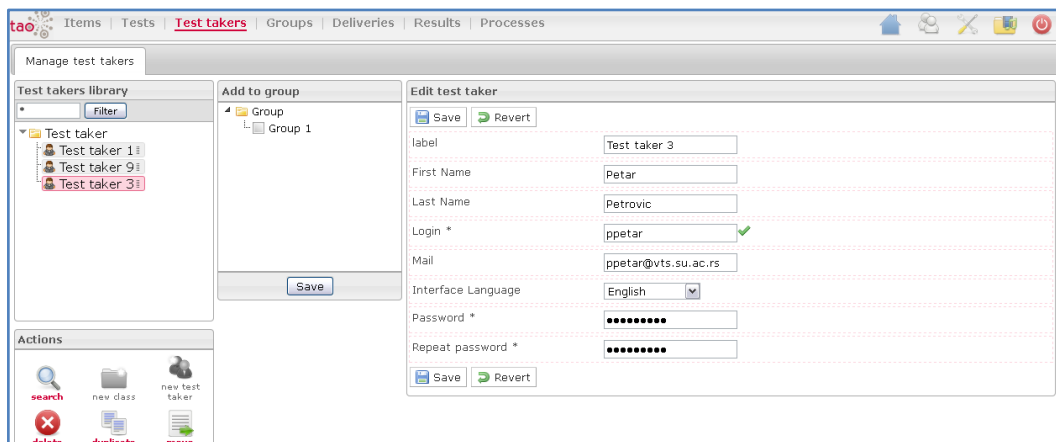 tao Items | Tests | Test takers | Groups | Deliveries | Results | Processes
Manage test takers
Test takers library
*
Filter
Test taker
Test taker 1
Test taker 9
Test taker 3
Actions
search
new class
new test
taker
delete
duplicate
move
Add to group
Group
Group 1
Save
Edit test taker
Save Revert
label Test taker 3
First Name Petar
Last Name Petrovic
Login * ppetar
Mail ppetar@vts.su.ac.rs
Interface Language English
Password * •••••••••
Repeat password * •••••••••
Save Revert